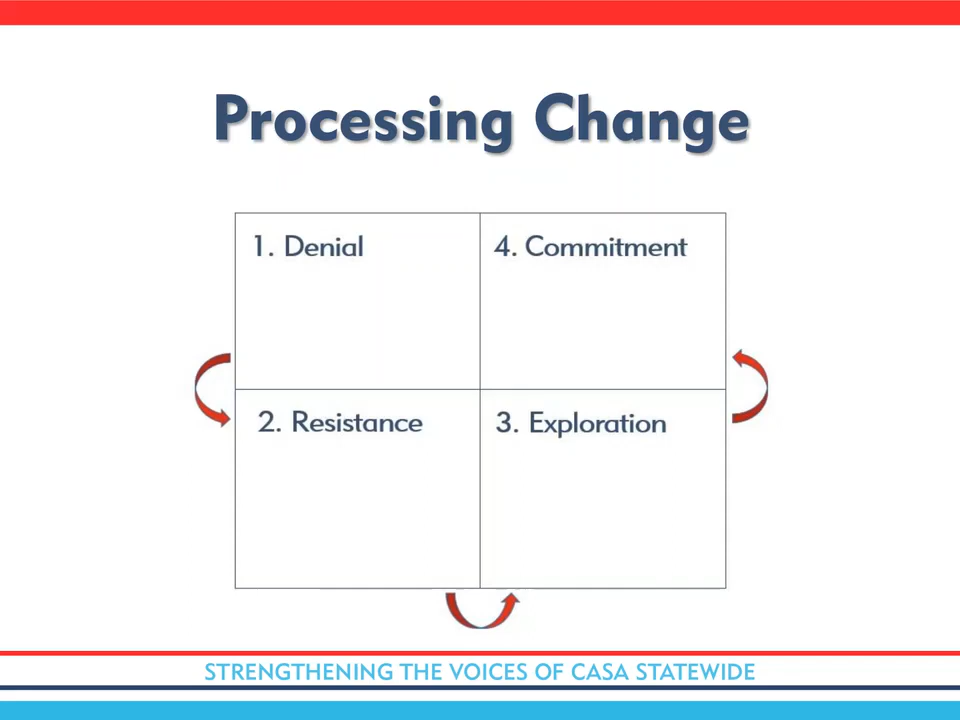 Processing Change
1. Denial
4. Commitment
2. Resistance
3. Exploration
STRENGTHENING THE VOICES OF CASA STATEWIDE